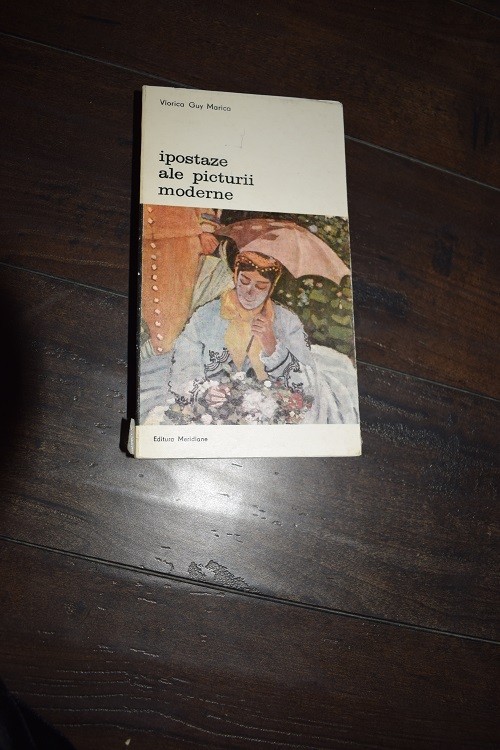 Viorica Guy Marica
ipostaze
ale picturii
moderne
Editura Meridiane